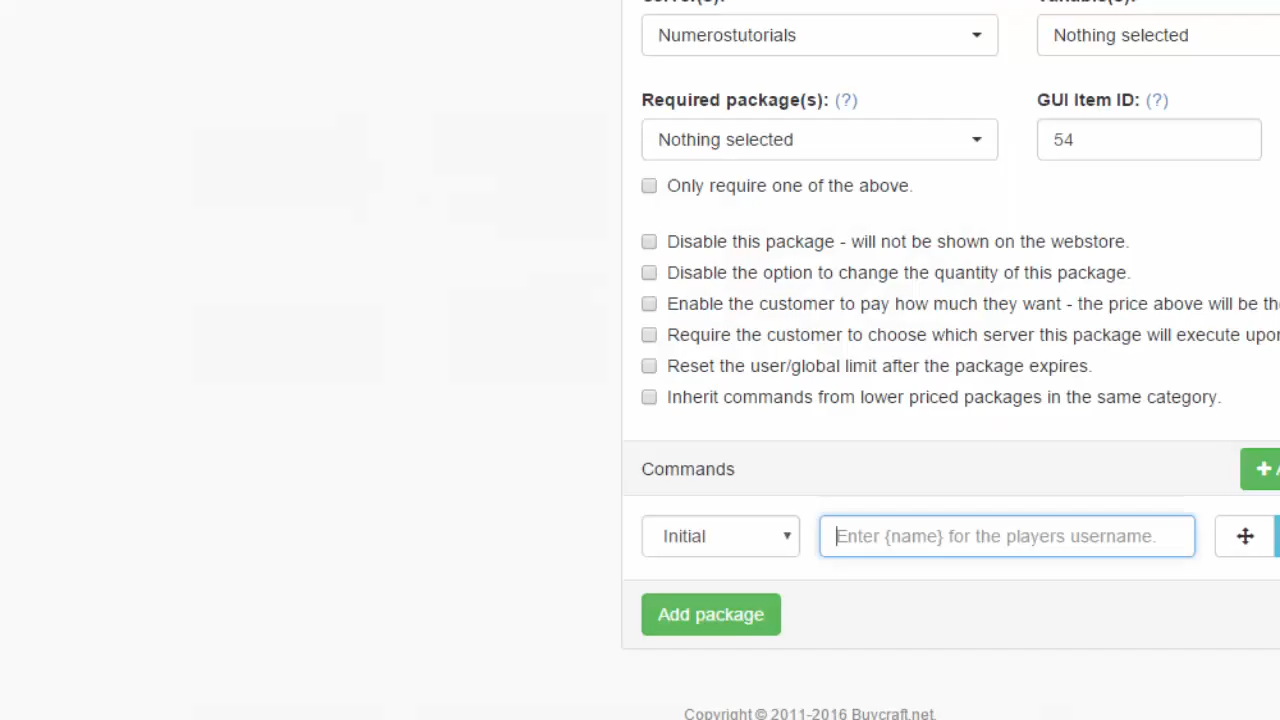 Numerostutorials
Nothing selected
Required package(s): (?)
GUI Item ID: (?)
Nothing selected
54
Only require one of the above.
Disable this package - will not be shown on the webstore.
Disable the option to change the quantity of this package.
Enable the customer to pay how much they want - the price above will be the
Require the customer to choose which server this package will execute upon
Reset the user/global limit after the package expires.
Inherit commands from lower priced packages in the same category.
Commands
Initial
Enter {name} for the players username.
Add package
Copyright © 2011-2016 Buycraft.net.